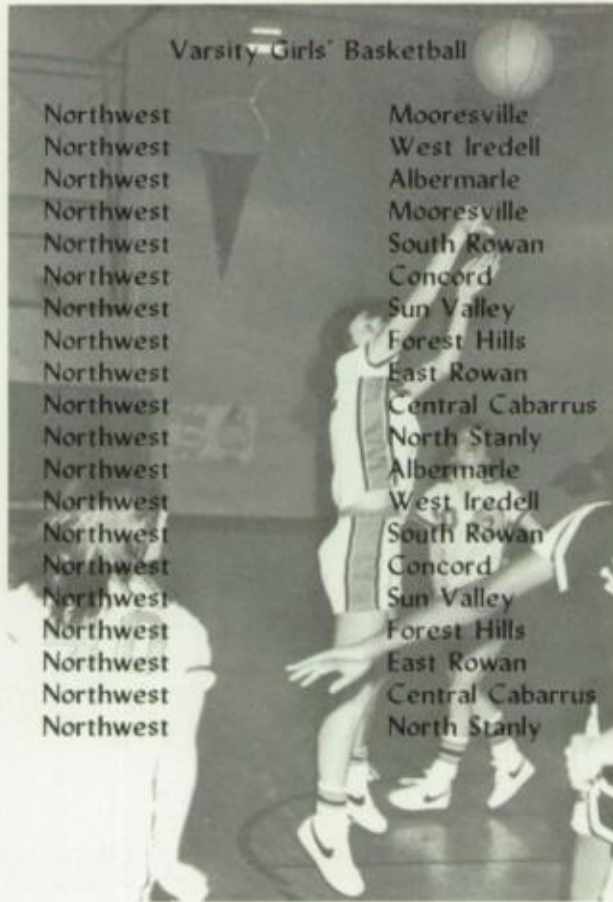 Varsity Girls' Basketball
Northwest Mooresville
Northwest West Iredell
Northwest Albermarle
Northwest Mooresville
Northwest South Rowan
Northwest Concord
Northwest Sun Valley
Northwest Forest Hills
Northwest East Rowan
Northwest Central Cabarrus
Northwest North Stanly
Northwest Albermarle
Northwest West Iredell
Northwest South Rowan
Northwest Concord
Northwest Sun Valley
Northwest Forest Hills
Northwest East Rowan
Northwest Central Cabarrus
Northwest North Stanly